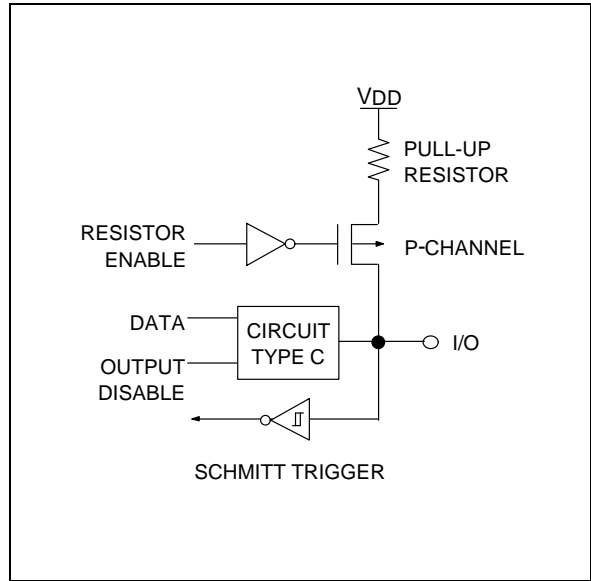 VDD
PULL-UP
RESISTOR
RESISTOR
ENABLE
P-CHANNEL
DATA
CIRCUIT
TYPE C
I/O
OUTPUT
DISABLE
SCHMITT TRIGGER